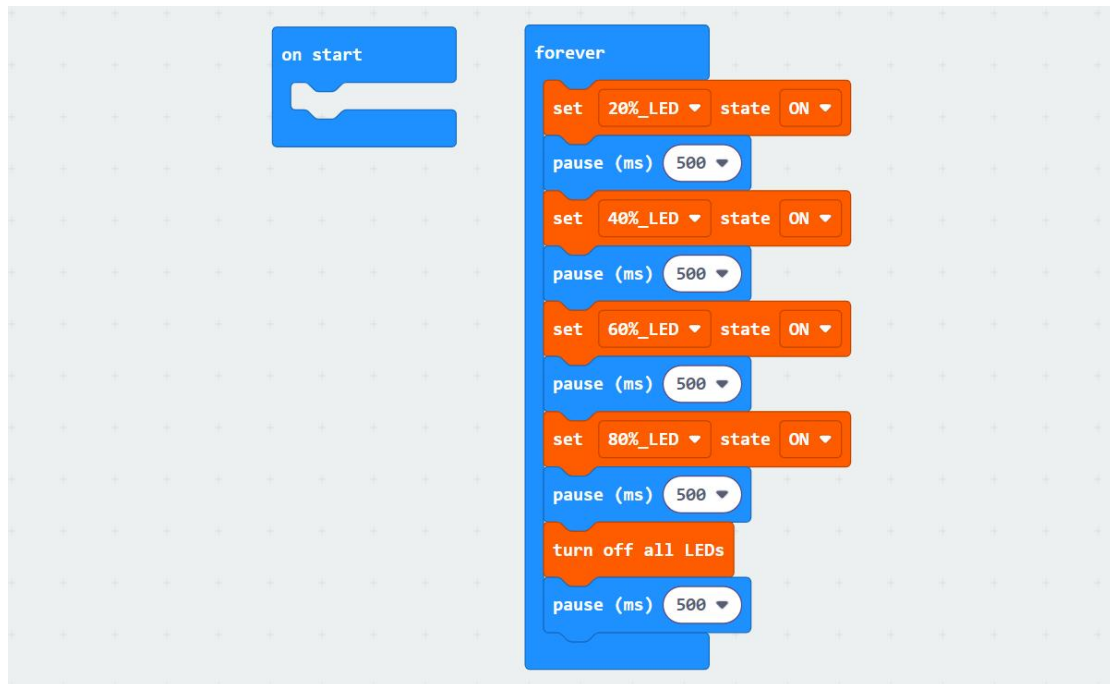 on start
forever
set 20%_LED state ON
pause (ms) 500
set 40%_LED state ON
pause (ms) 500
set 60%_LED state ON
pause (ms) 500
set 80%_LED state ON
pause (ms) 500
turn off all LEDs
pause (ms) 500